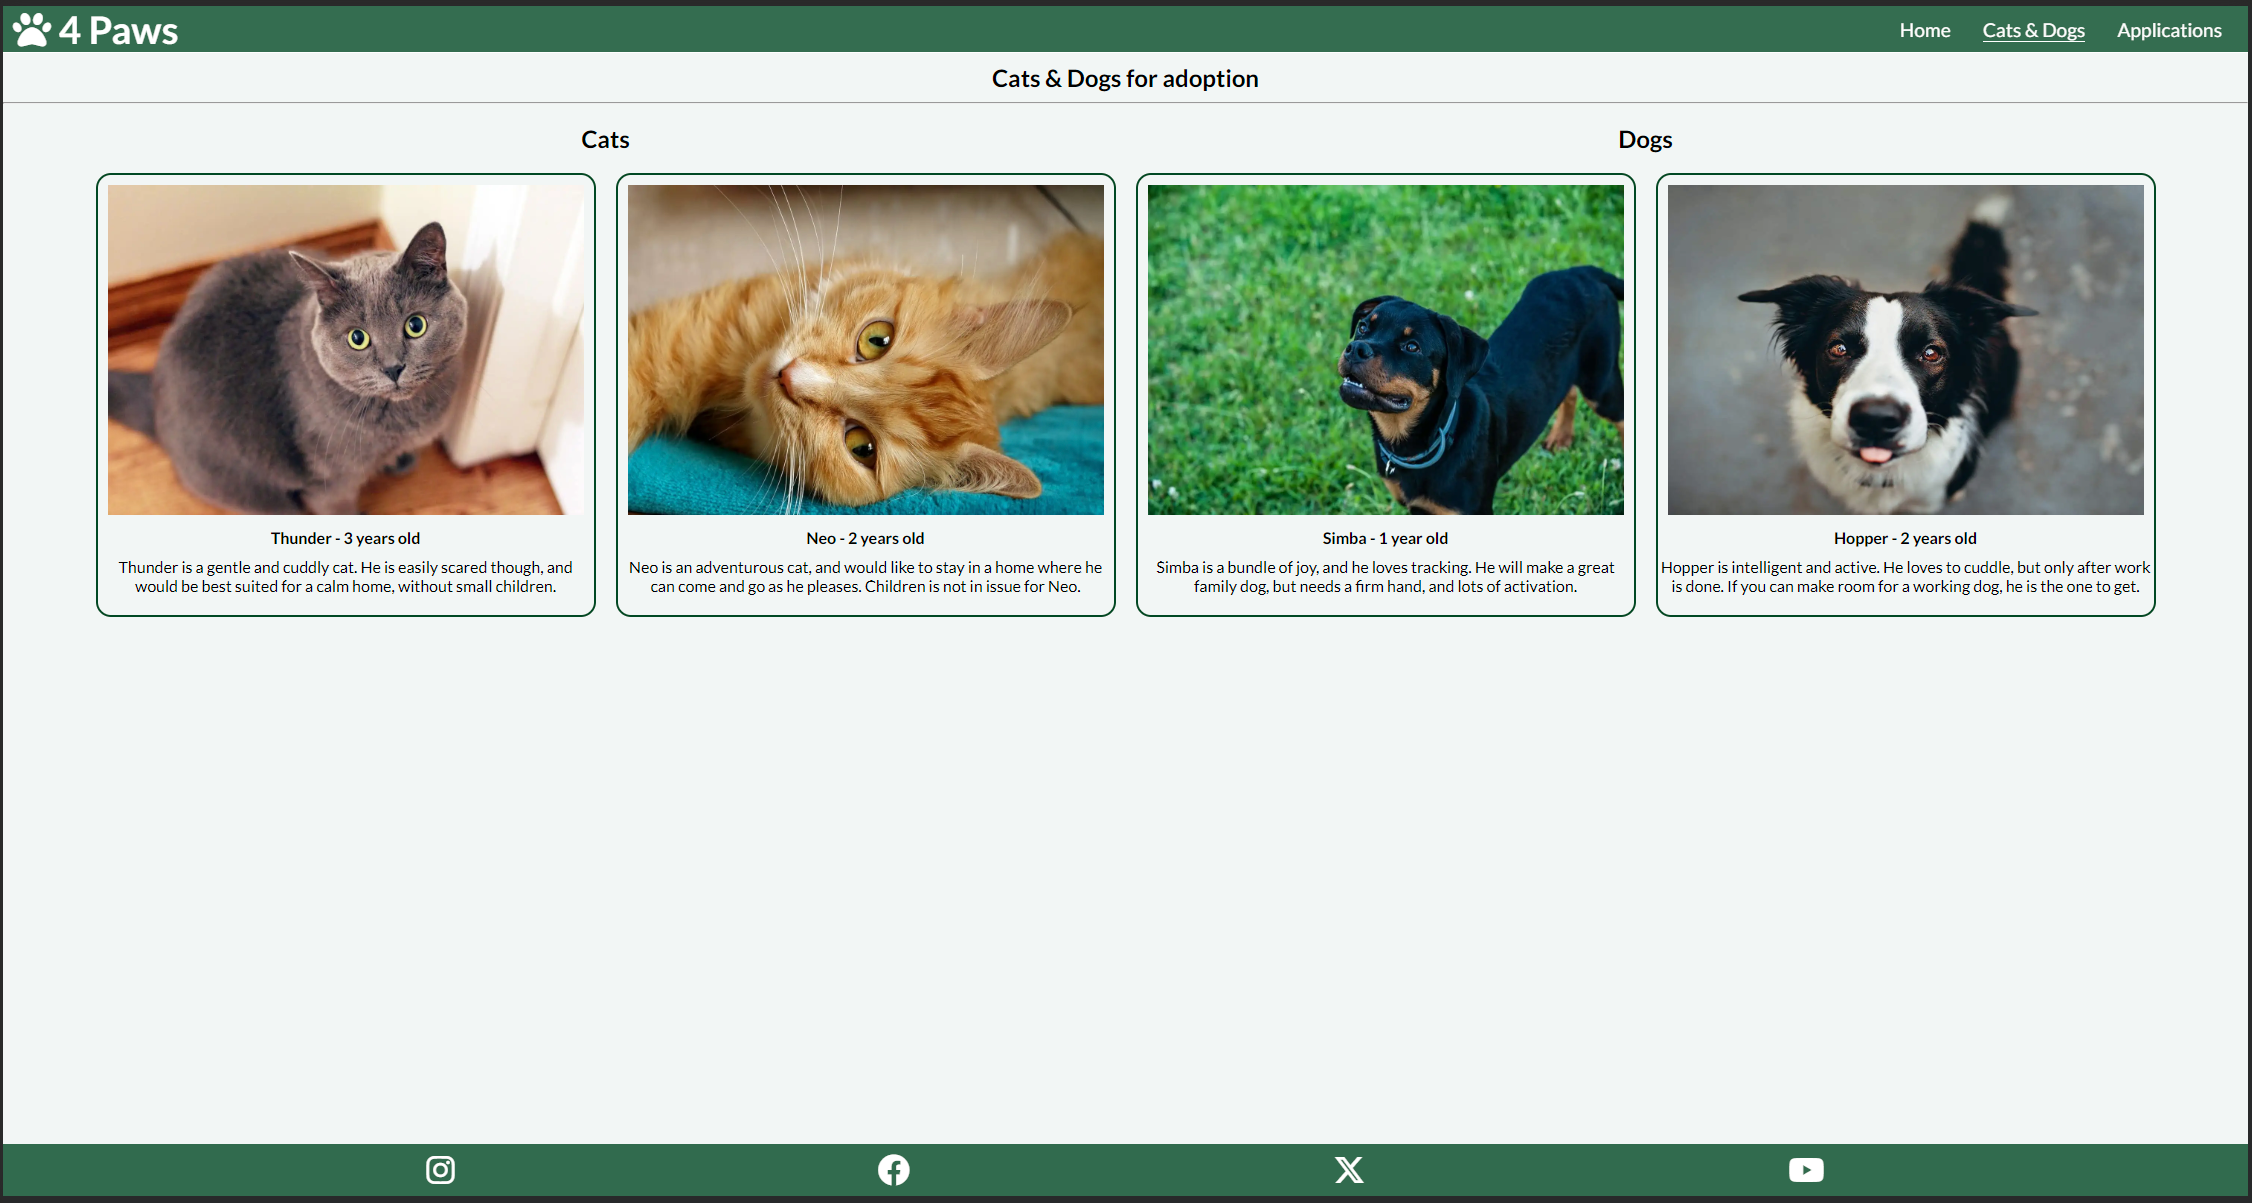 4 Paws
Home
Cats & Dogs
Applications
Cats & Dogs for adoption
Cats
Dogs
Thunder - 3 years old
Thunder is a gentle and cuddly cat. He is easily scared though, and
would be best suited for a calm home, without small children.
Neo - 2 years old
Neo is an adventurous cat, and would like to stay in a home where he
can come and go as he pleases. Children is not in issue for Neo.
Simba - 1 year old
Simba is a bundle of joy, and he loves tracking. He will make a great
family dog, but needs a firm hand, and lots of activation.
Hopper - 2 years old
Hopper is intelligent and active. He loves to cuddle, but only after work
is done. If you can make room for a working dog, he is the one to get.